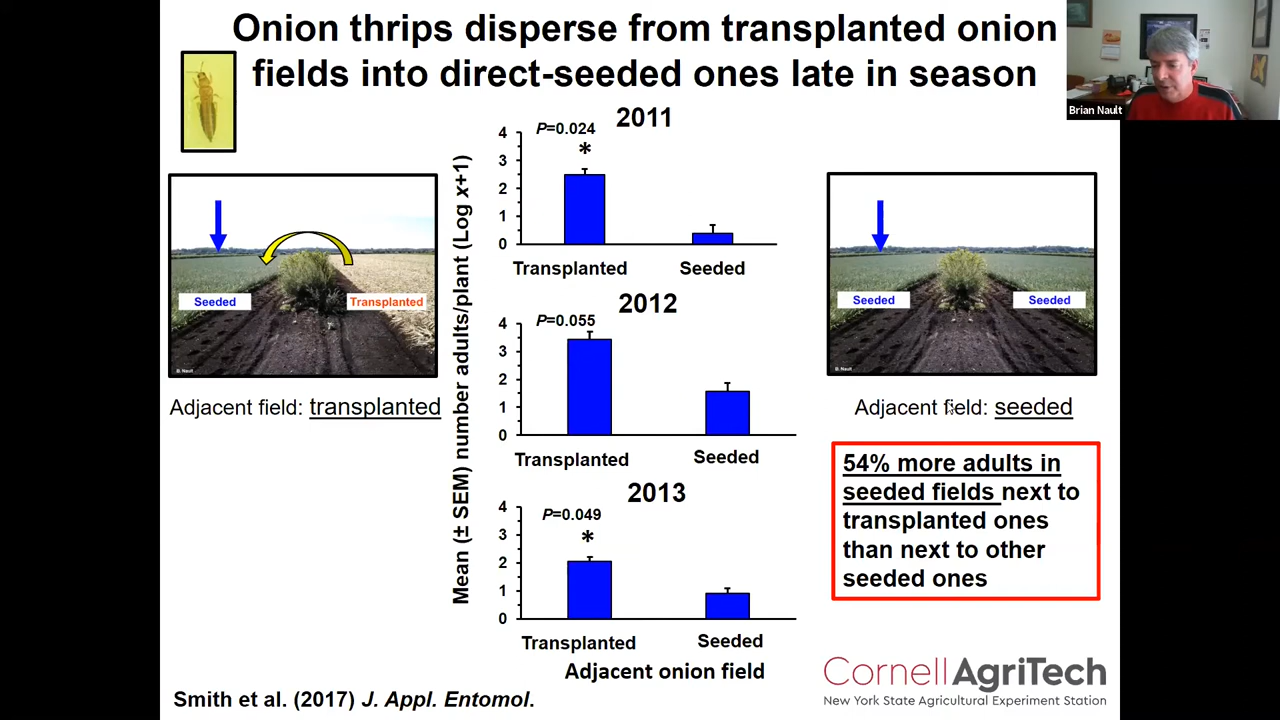 Onion thrips disperse from transplanted onion
fields into direct-seeded ones late in season
Brian Nault
Seeded
Transplanted
B. Nault
Adjacent field: transplanted
Mean (± SEM) number adults/plant (Log x+1)
2011
P=0.024
*
4
3
2
1
0
Transplanted
Seeded
2012
P=0.055
4
3
2
1
0
Transplanted
Seeded
2013
P=0.049
*
4
3
2
1
0
Transplanted
Seeded
Adjacent onion field
Seeded
Seeded
B. Nault
Adjacent field: seeded
54% more adults in
seeded fields next to
transplanted ones
than next to other
seeded ones
Smith et al. (2017) J. Appl. Entomol.
CornellAgriTech
New York State Agricultural Experiment Station